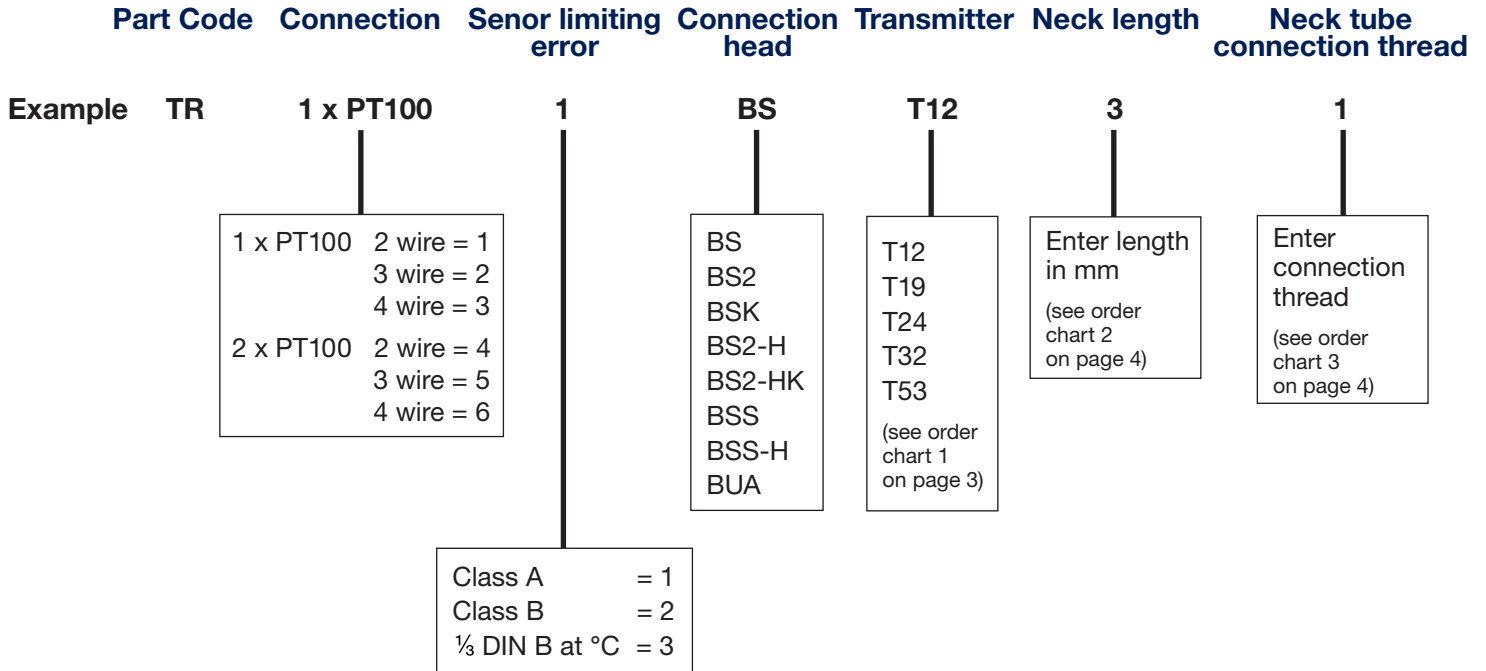 Part Code Connection Senor limiting error Connection head Transmitter Neck length Neck tube connection thread
Example TR 1 x PT100 1 BS T12 3 1
1 x PT100 2 wire = 1
3 wire = 2
4 wire = 3
2 x PT100 2 wire = 4
3 wire = 5
4 wire = 6
Class A = 1
Class B = 2
⅓ DIN B at °C = 3
BS
BS2
BSK
BS2-H
BS2-HK
BSS
BSS-H
BUA
T12
T19
T24
T32
T53
(see order
chart 1
on page 3)
Enter length
in mm
(see order
chart 2
on page 4)
Enter
connection
thread
(see order
chart 3
on page 4)